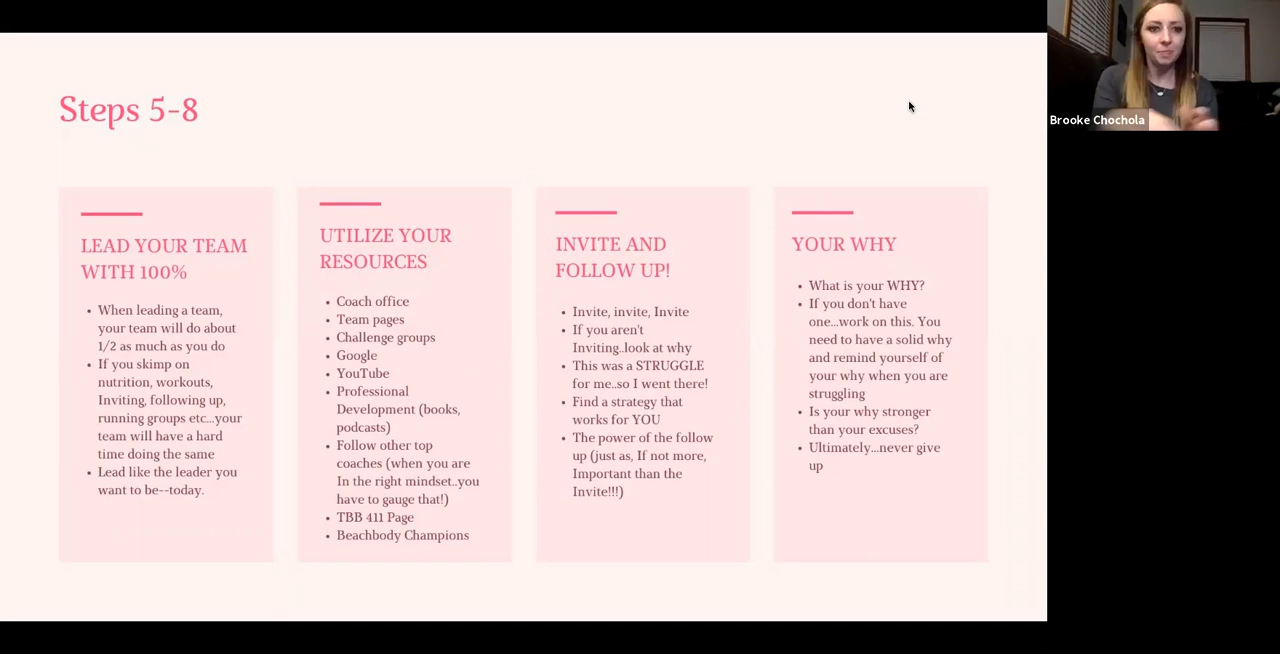 Steps 5-8
LEAD YOUR TEAM
WITH 100%
• When leading a team,
your team will do about
1/2 as much as you do
• If you skimp on
nutrition, workouts,
Inviting, following up,
running groups etc...your
team will have a hard
time doing the same
• Lead like the leader you
want to be--today.
UTILIZE YOUR
RESOURCES
• Coach office
• Team pages
• Challenge groups
• Google
• YouTube
• Professional
Development (books,
podcasts)
• Follow other top
coaches (when you are
In the right mindset..you
have to gauge that!)
• TBB 411 Page
• Beachbody Champions
INVITE AND
FOLLOW UP!
• Invite, invite, Invite
• If you aren't
Inviting..look at why
• This was a STRUGGLE
for me..so I went there!
• Find a strategy that
works for YOU
• The power of the follow
up (just as, If not more,
Important than the
Invite!!!)
YOUR WHY
• What is your WHY?
• If you don't have
one...work on this. You
need to have a solid why
and remind yourself of
your why when you are
struggling
• Is your why stronger
than your excuses?
• Ultimately...never give
up
Brooke Chochola